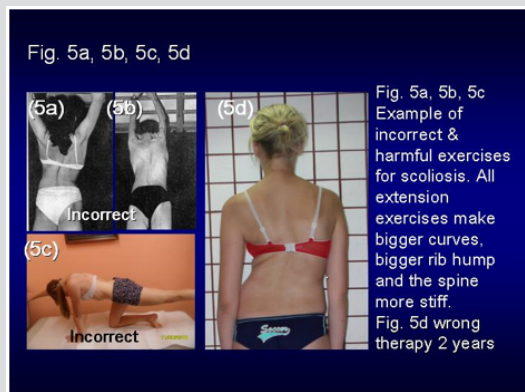 Fig. 5a, 5b, 5c, 5d
(5a)
(5b)
Incorrect
(5c)
Incorrect
(5d)
Soccer
Fig. 5a, 5b, 5c
Example of
incorrect &
harmful exercises
for scoliosis. All
extension
exercises make
bigger curves,
bigger rib hump
and the spine
more stiff.
Fig. 5d wrong
therapy 2 years